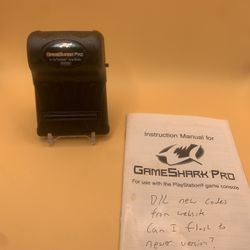 GameShark Pro
Instruction Manual for
GameShark Pro
For use with the PlayStation® game console
D/L new codes
from website
Can I flash to
newer version?